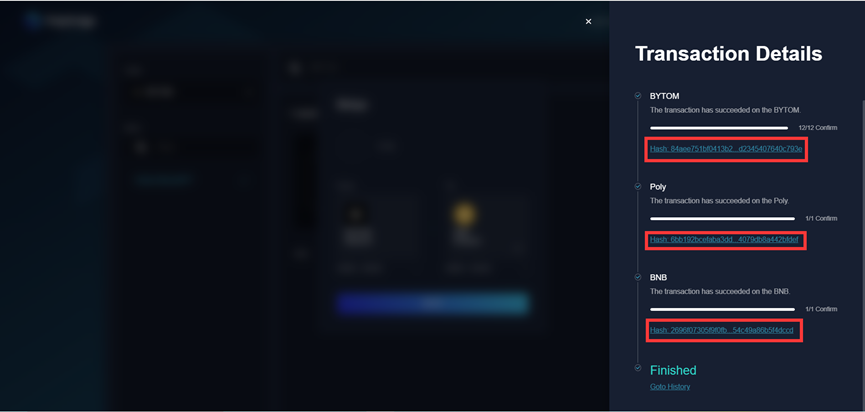 Transaction Details
BYTOM
The transaction has succeeded on the BYTOM.
12/12 Confirm
Hash: 84aee751bf0413b2...d2345407640c793e
Poly
The transaction has succeeded on the Poly.
1/1 Confirm
Hash: 6bb192bcefaba3dd...4079db8a442bfdef
BNB
The transaction has succeeded on the BNB.
1/1 Confirm
Hash: 2696f07305f9f0fb...54c49a86b5f4dccd
Finished
Goto History